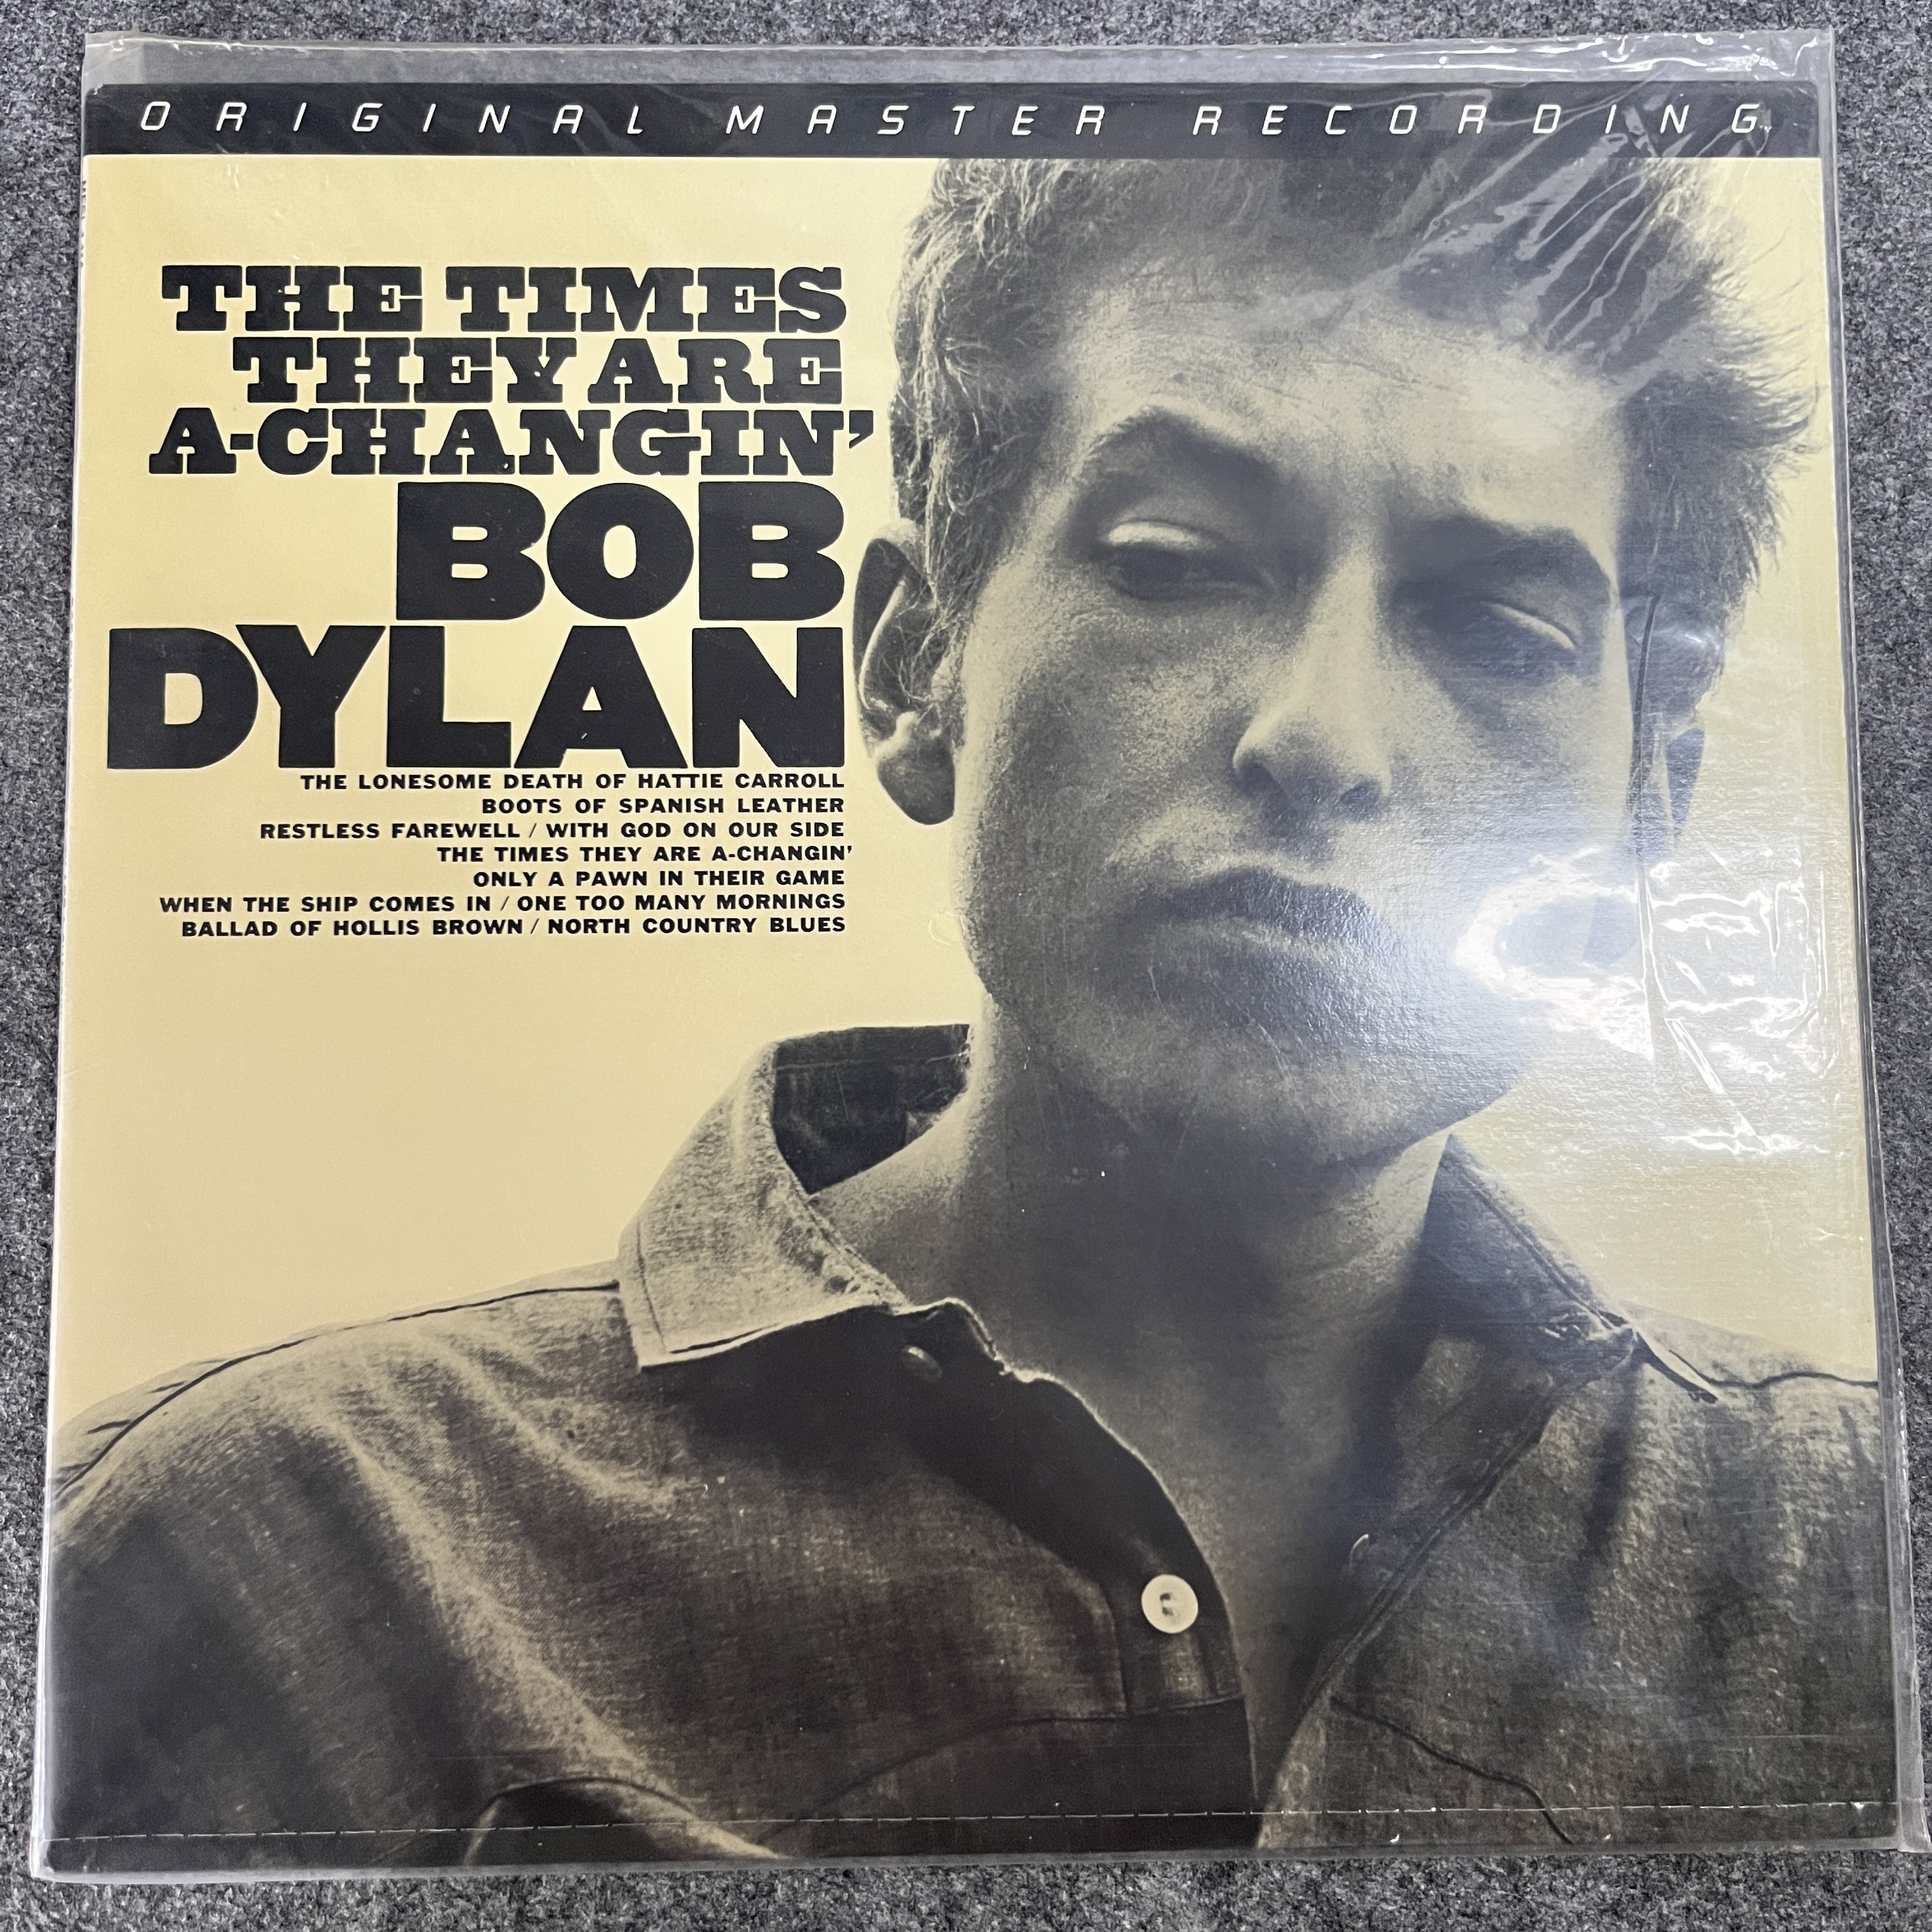 ORIGINAL MASTER RECORDING
THE TIMES
THEY ARE
A-CHANGIN'
BOB
DYLAN
THE LONESOME DEATH OF HATTIE CARROLL
BOOTS OF SPANISH LEATHER
RESTLESS FAREWELL / WITH GOD ON OUR SIDE
THE TIMES THEY ARE A-CHANGIN'
ONLY A PAWN IN THEIR GAME
WHEN THE SHIP COMES IN / ONE TOO MANY MORNINGS
BALLAD OF HOLLIS BROWN / NORTH COUNTRY BLUES